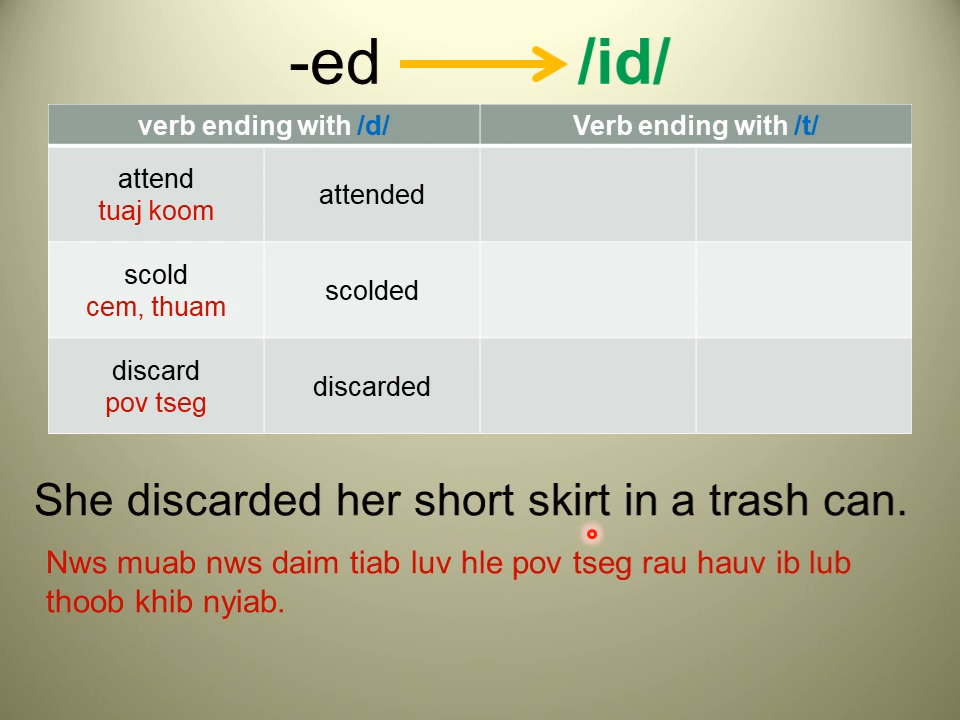 -ed /id/
verb ending with /d/ Verb ending with /t/
attend
tuaj koom
attended
scold
cem, thuam
scolded
discard
pov tseg
discarded
She discarded her short skirt in a trash can.
Nws muab nws daim tiab luv hle pov tseg rau hauv ib lub
thoob khib nyiab.